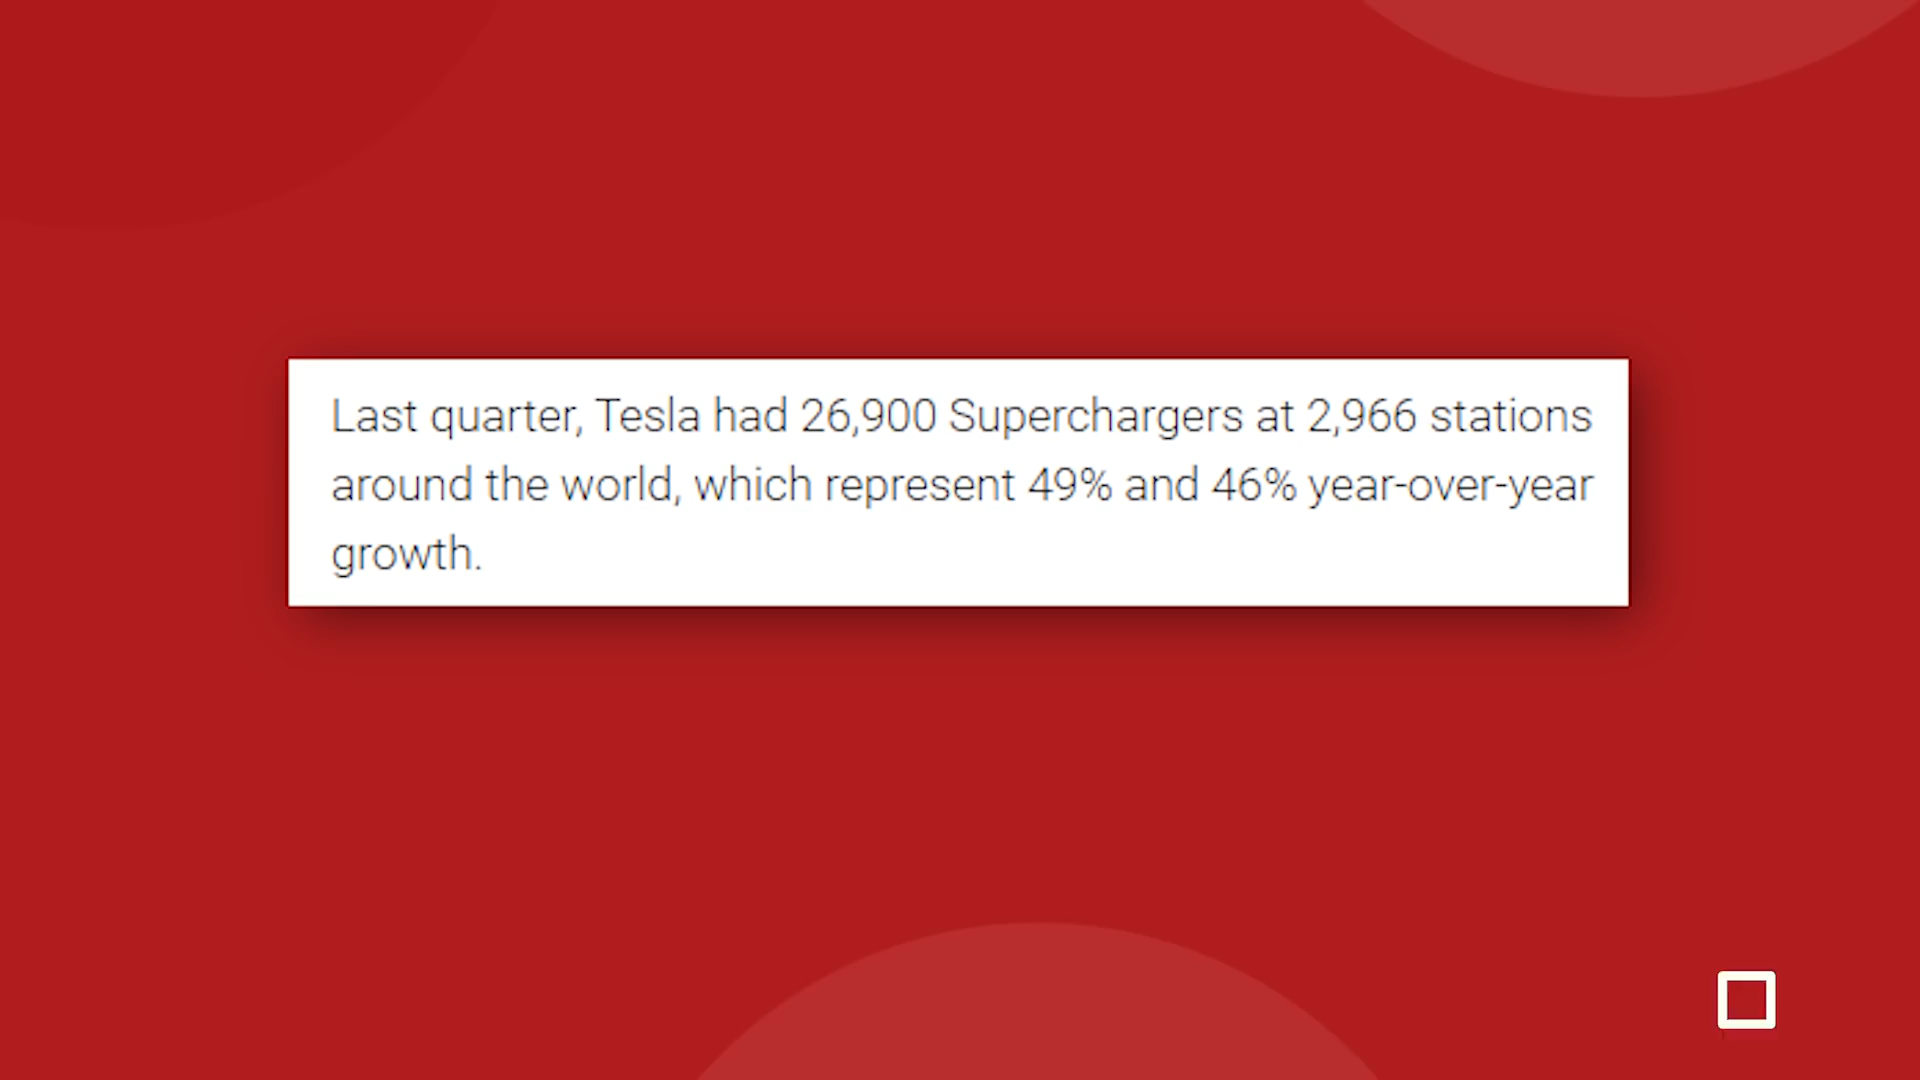 Last quarter, Tesla had 26,900 Superchargers at 2,966 stations
around the world, which represent 49% and 46% year-over-year
growth.